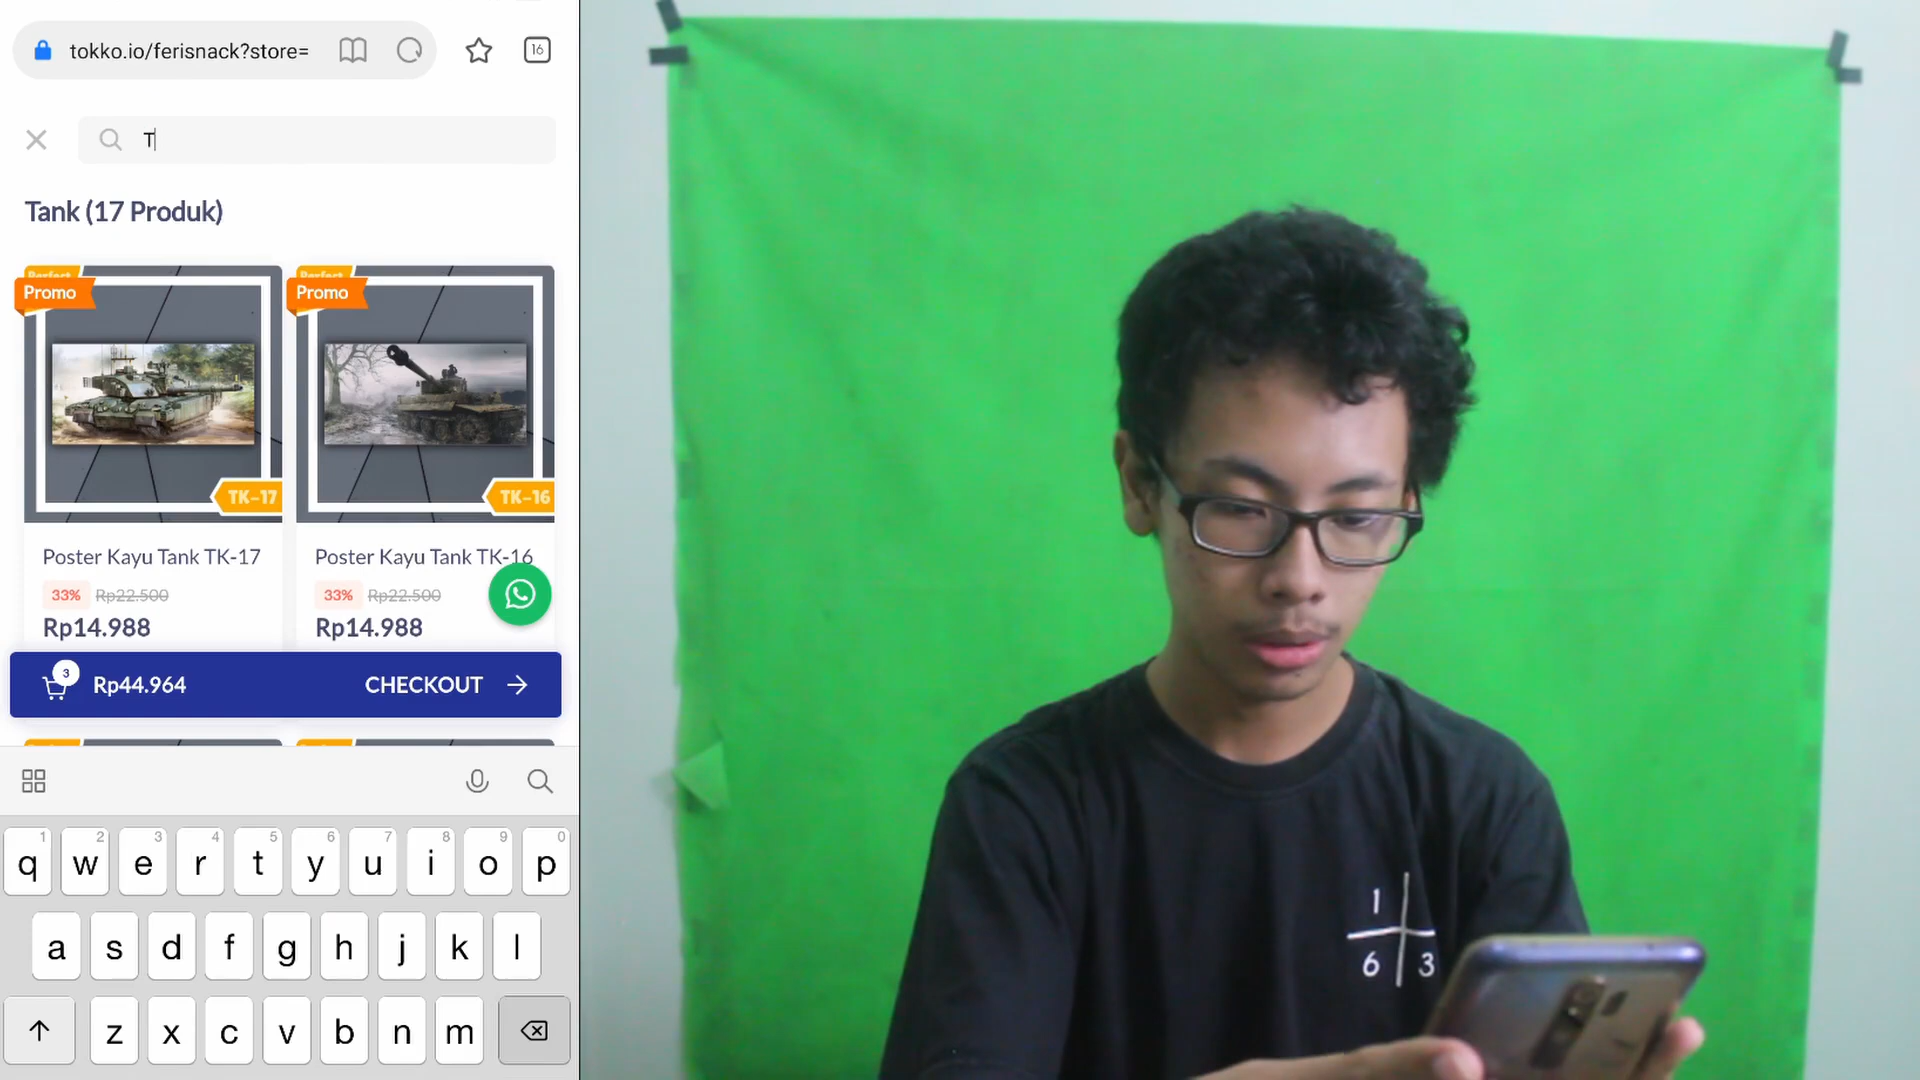 tokko.io/ferisnack?store=
16
T
Tank (17 Produk)
Perfect Perfect
Promo Promo
TK-17 TK-16
Poster Kayu Tank TK-17 Poster Kayu Tank TK-16
33% Rp22.500 33% Rp22.500
Rp14.988 Rp14.988
3
Rp44.964 CHECKOUT
1 2 3 4 5 6 7 8 9 0
q w e r t y u i o p
a s d f g h j k l
z x c v b n m
1
6 3